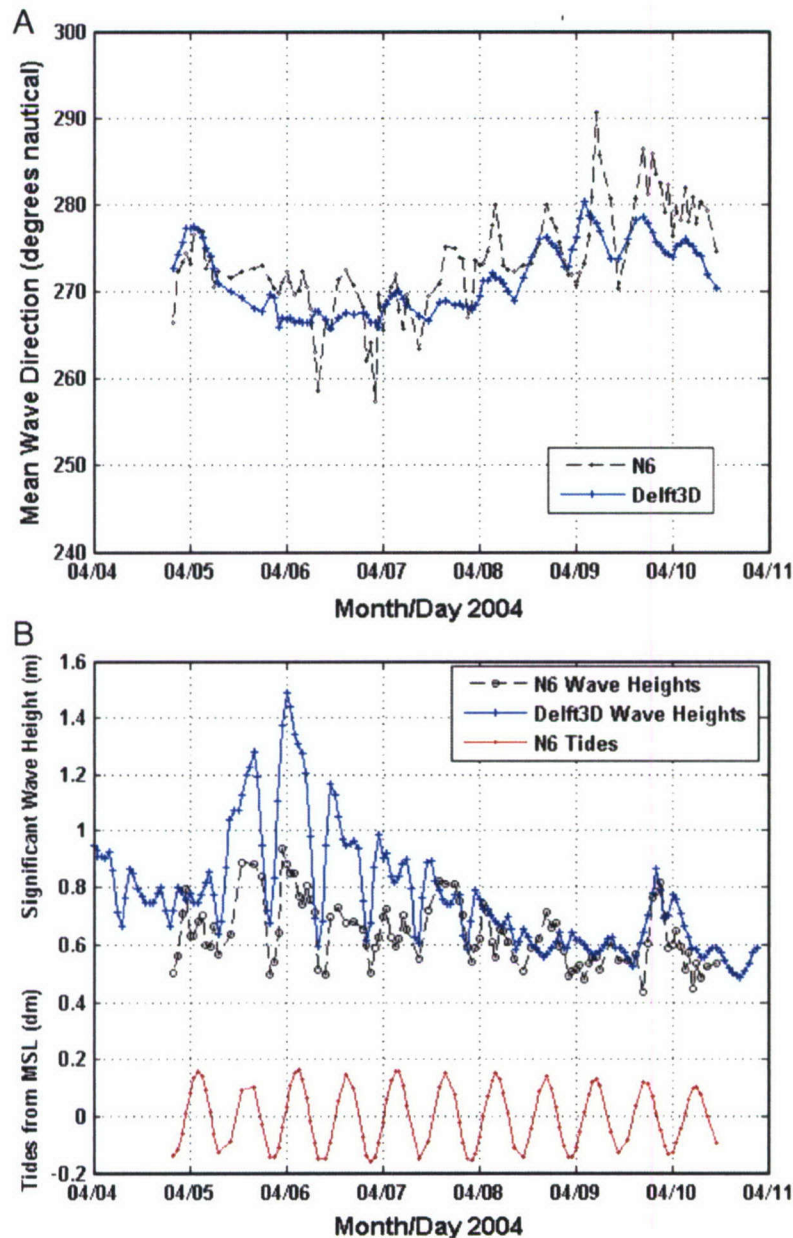 A
300
290
280
270
260
250
240
Mean Wave Direction (degrees nautical)
N6
Delft3D
04/04 04/05 04/06 04/07 04/08 04/09 04/10 04/11
Month/Day 2004
B
1.6
1.4
1.2
1
0.8
0.6
0.4
0.2
0
-0.2
Significant Wave Height (m)
Tides from MSL (dm)
N6 Wave Heights
Delft3D Wave Heights
N6 Tides
04/04 04/05 04/06 04/07 04/08 04/09 04/10 04/11
Month/Day 2004